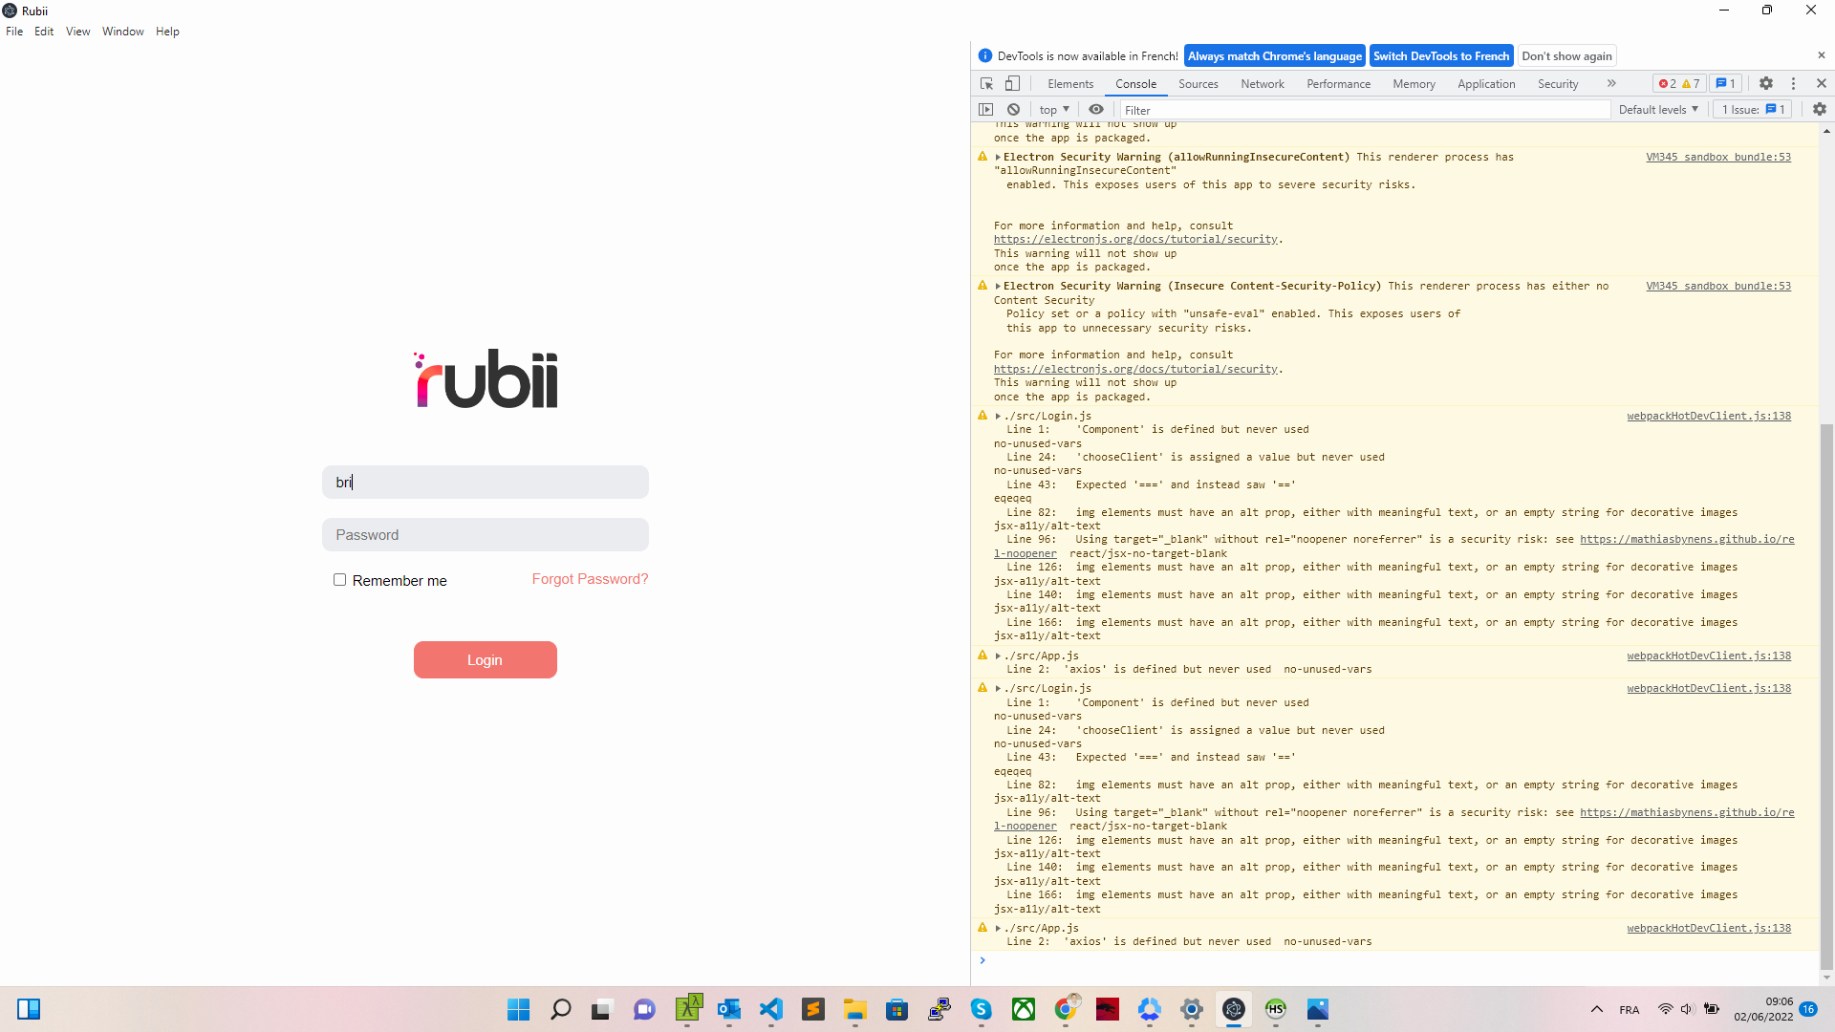 Rubii
File Edit View Window Help
DevTools is now available in French! Always match Chrome's language Switch DevTools to French Don't show again
Elements Console Sources Network Performance Memory Application Security » 2 7 1
top Filter Default levels 1 Issue: 1
This warning will not show up
once the app is packaged.
Electron Security Warning (allowRunningInsecureContent) This renderer process has VM345 sandbox bundle:53
"allowRunningInsecureContent"
enabled. This exposes users of this app to severe security risks.
For more information and help, consult
https://electronjs.org/docs/tutorial/security.
This warning will not show up
once the app is packaged.
Electron Security Warning (Insecure Content-Security-Policy) This renderer process has either no VM345 sandbox bundle:53
Content Security
Policy set or a policy with "unsafe-eval" enabled. This exposes users of
this app to unnecessary security risks.
For more information and help, consult
https://electronjs.org/docs/tutorial/security.
This warning will not show up
once the app is packaged.
./src/Login.js webpackHotDevClient.js:138
Line 1: 'Component' is defined but never used
no-unused-vars
Line 24: 'chooseClient' is assigned a value but never used
no-unused-vars
Line 43: Expected '===' and instead saw '=='
eqeqeq
Line 82: img elements must have an alt prop, either with meaningful text, or an empty string for decorative images
jsx-a11y/alt-text
Line 96: Using target="_blank" without rel="noopener noreferrer" is a security risk: see https://mathiasbynens.github.io/re
l-noopener react/jsx-no-target-blank
Line 126: img elements must have an alt prop, either with meaningful text, or an empty string for decorative images
jsx-a11y/alt-text
Line 140: img elements must have an alt prop, either with meaningful text, or an empty string for decorative images
jsx-a11y/alt-text
Line 166: img elements must have an alt prop, either with meaningful text, or an empty string for decorative images
jsx-a11y/alt-text
./src/App.js webpackHotDevClient.js:138
Line 2: 'axios' is defined but never used no-unused-vars
./src/Login.js webpackHotDevClient.js:138
Line 1: 'Component' is defined but never used
no-unused-vars
Line 24: 'chooseClient' is assigned a value but never used
no-unused-vars
Line 43: Expected '===' and instead saw '=='
eqeqeq
Line 82: img elements must have an alt prop, either with meaningful text, or an empty string for decorative images
jsx-a11y/alt-text
Line 96: Using target="_blank" without rel="noopener noreferrer" is a security risk: see https://mathiasbynens.github.io/re
l-noopener react/jsx-no-target-blank
Line 126: img elements must have an alt prop, either with meaningful text, or an empty string for decorative images
jsx-a11y/alt-text
Line 140: img elements must have an alt prop, either with meaningful text, or an empty string for decorative images
jsx-a11y/alt-text
Line 166: img elements must have an alt prop, either with meaningful text, or an empty string for decorative images
jsx-a11y/alt-text
./src/App.js webpackHotDevClient.js:138
Line 2: 'axios' is defined but never used no-unused-vars
rubii
bri
Password
Remember me Forgot Password?
Login
HS
FRA 09:06
02/06/2022 16